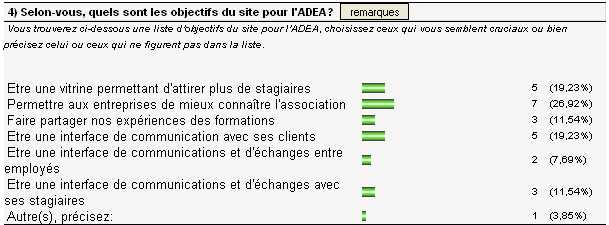 4) Selon-vous, quels sont les objectifs du site pour l'ADEA? remarques
Vous trouverez ci-dessous une liste d'objectifs du site pour l'ADEA, choisissez ceux qui vous semblent cruciaux ou bien
précisez celui ou ceux qui ne figurent pas dans la liste.
Etre une vitrine permettant d'attirer plus de stagiaires 5 (19,23%)
Permettre aux entreprises de mieux connaître l'association 7 (26,92%)
Faire partager nos expériences des formations 3 (11,54%)
Etre une interface de communication avec ses clients 5 (19,23%)
Etre une interface de communications et d'échanges entre
employés 2 (7,69%)
Etre une interface de communications et d'échanges avec
ses stagiaires 3 (11,54%)
Autre(s), précisez: 1 (3,85%)